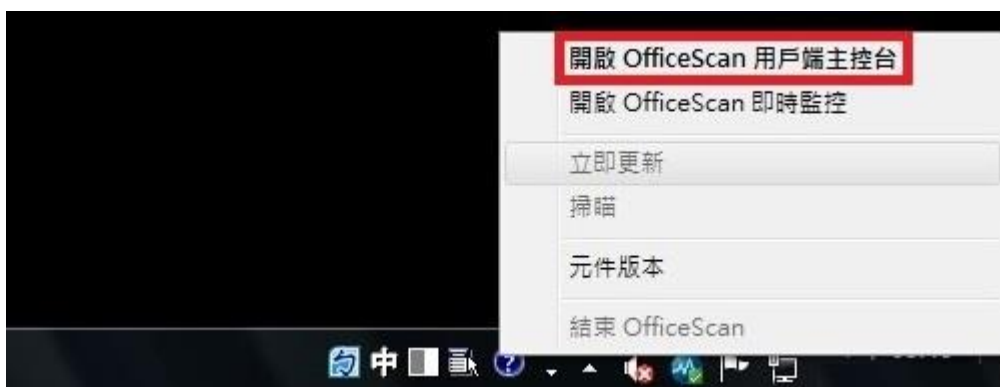 開啟 OfficeScan 用戶端主控台
開啟 OfficeScan 即時監控
立即更新
掃瞄
元件版本
結束 OfficeScan
中